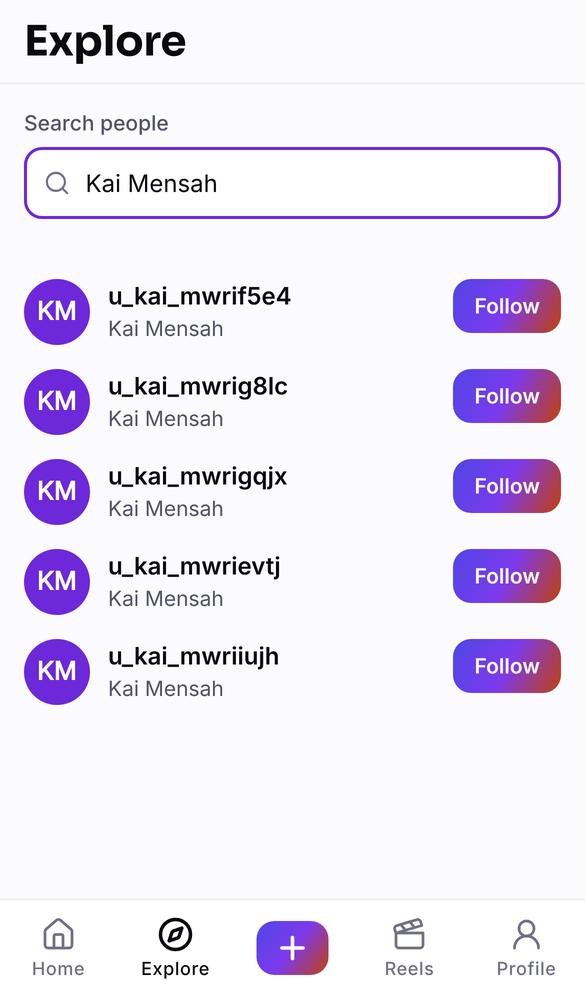 Explore
Search people
Kai Mensah
KM
u_kai_mwrif5e4
Kai Mensah
Follow
KM
u_kai_mwrig8lc
Kai Mensah
Follow
KM
u_kai_mwrigqjx
Kai Mensah
Follow
KM
u_kai_mwrievtj
Kai Mensah
Follow
KM
u_kai_mwriiujh
Kai Mensah
Follow
Home
Explore
Reels
Profile